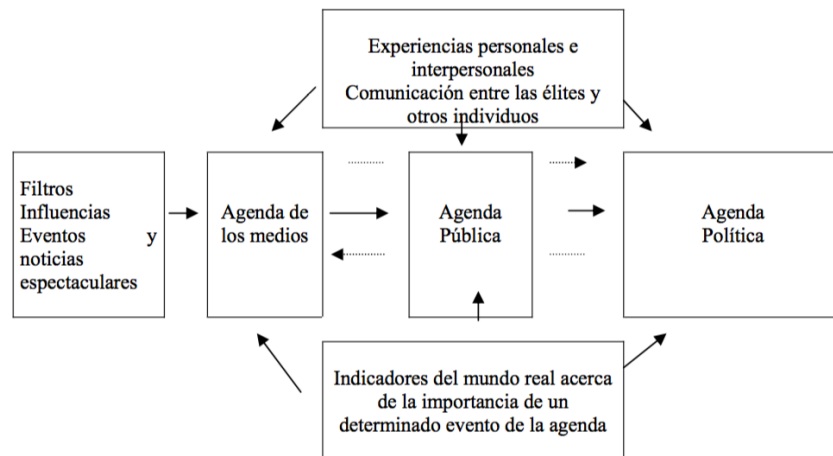 Experiencias personales e
interpersonales
Comunicación entre las élites y
otros individuos
Filtros
Influencias
Eventos y
noticias
espectaculares
Agenda de
los medios
Agenda
Pública
Agenda
Política
Indicadores del mundo real acerca
de la importancia de un
determinado evento de la agenda